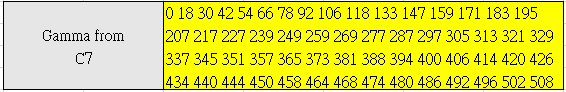 Gamma from
C7
0 18 30 42 54 66 78 92 106 118 133 147 159 171 183 195
207 217 227 239 249 259 269 277 287 297 305 313 321 329
337 345 351 357 365 373 381 388 394 400 406 414 420 426
434 440 444 450 458 464 468 474 480 486 492 496 502 508